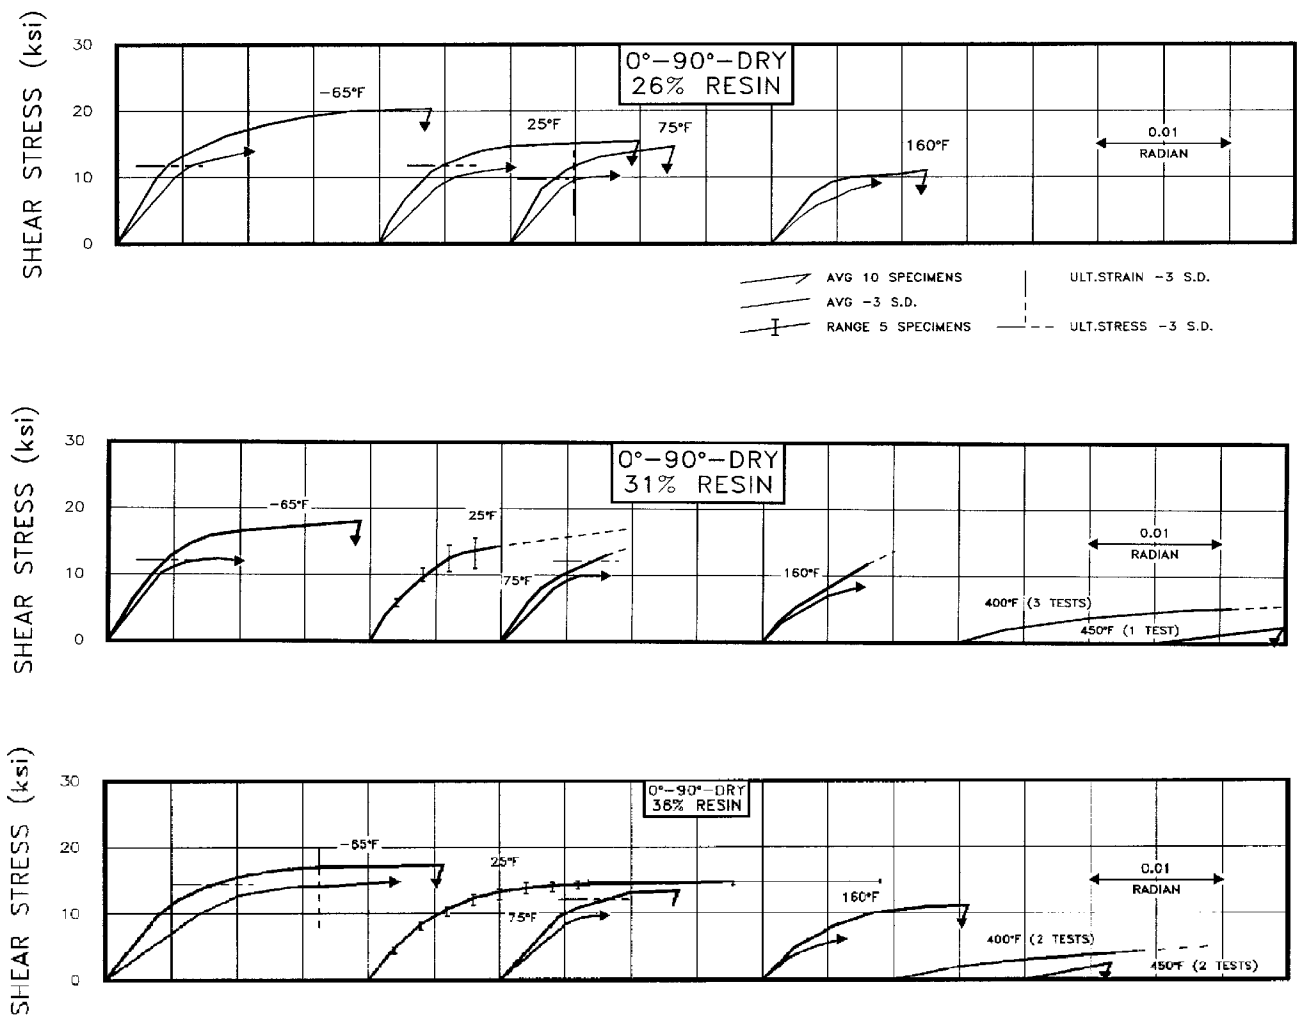 SHEAR STRESS (ksi)
30
20
10
0
0°-90°-DRY
26% RESIN
-65°F
25°F
75°F
160°F
0.01
RADIAN
AVG 10 SPECIMENS
AVG -3 S.D.
RANGE 5 SPECIMENS
ULT.STRAIN -3 S.D.
ULT.STRESS -3 S.D.
SHEAR STRESS (ksi)
30
20
10
0
0°-90°-DRY
31% RESIN
-65°F
25°F
75°F
160°F
0.01
RADIAN
400°F (3 TESTS)
450°F (1 TEST)
SHEAR STRESS (ksi)
30
20
10
0
0°-90°-DRY
36% RESIN
-65°F
25°F
75°F
160°F
0.01
RADIAN
400°F (2 TESTS)
450°F (2 TESTS)